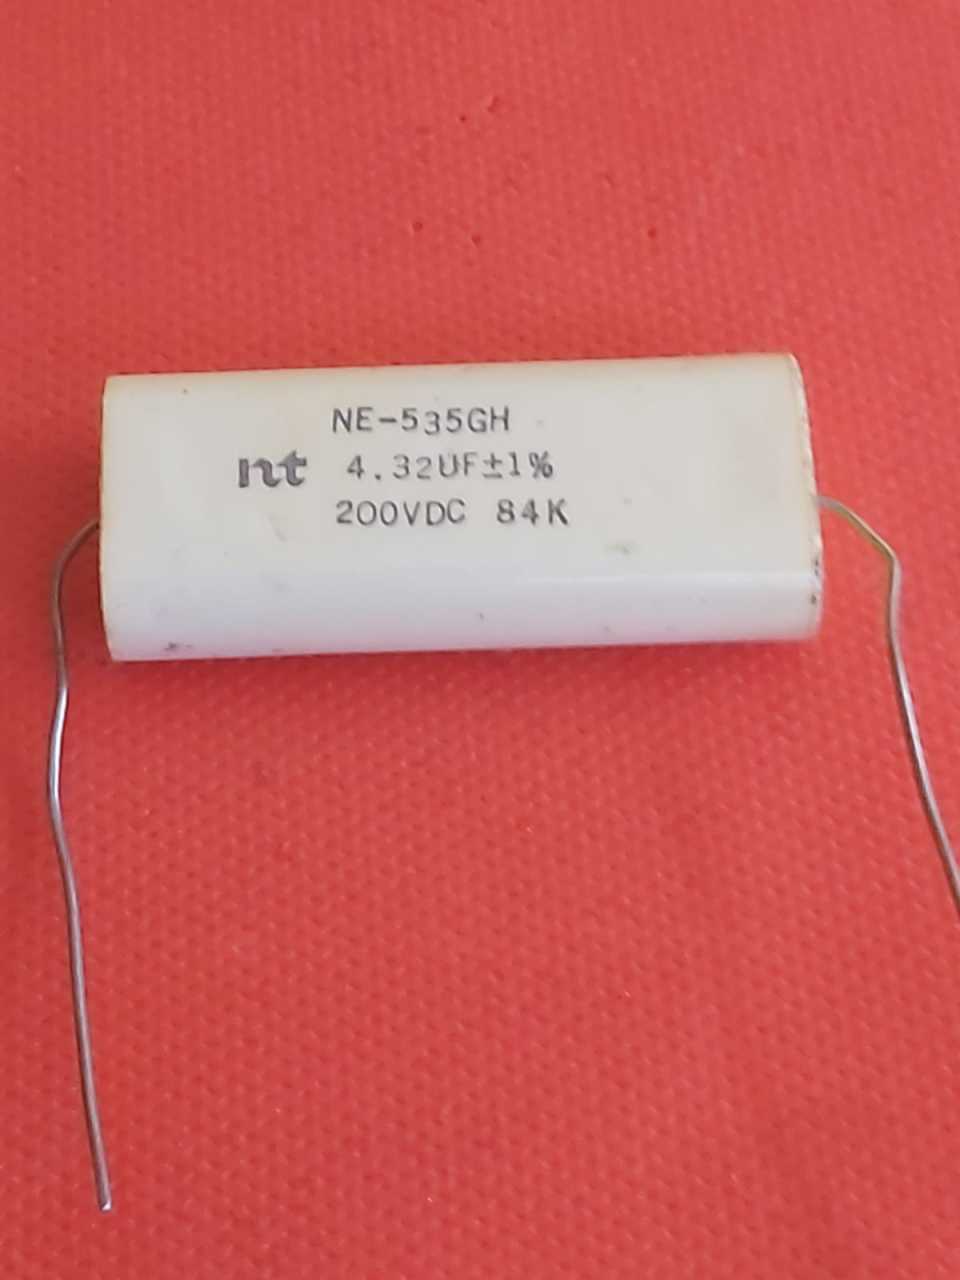 NE-535GH
nt 4.32UF±1%
200VDC 84K